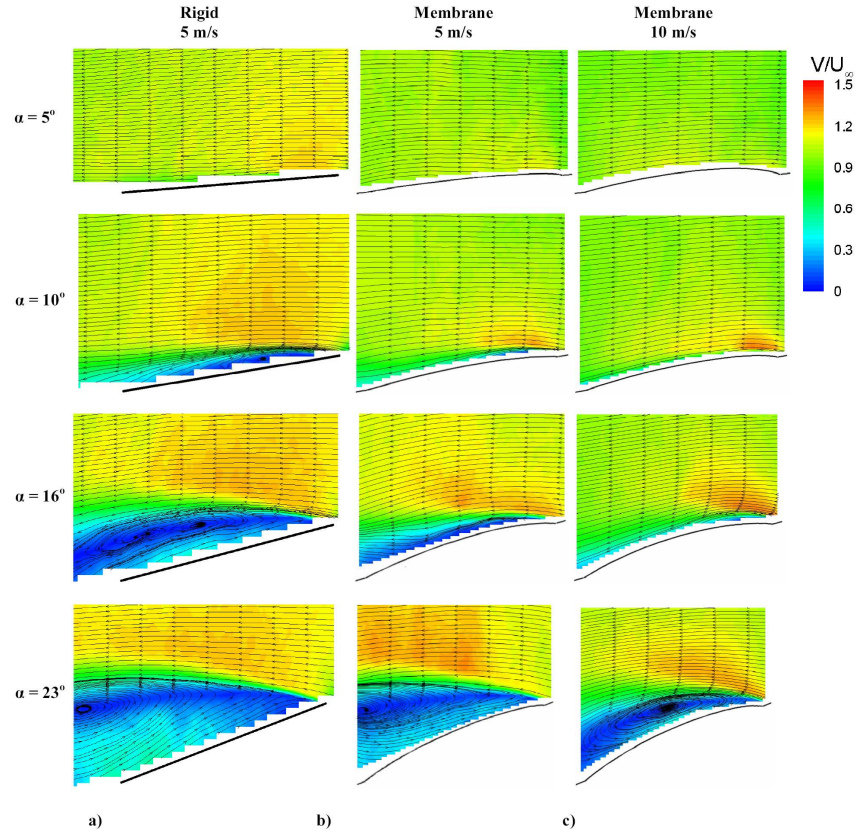 Rigid
5 m/s
Membrane
5 m/s
Membrane
10 m/s
V/U∞
1.5
1.2
0.9
0.6
0.3
0
α = 5°
α = 10°
α = 16°
α = 23°
a) b) c)